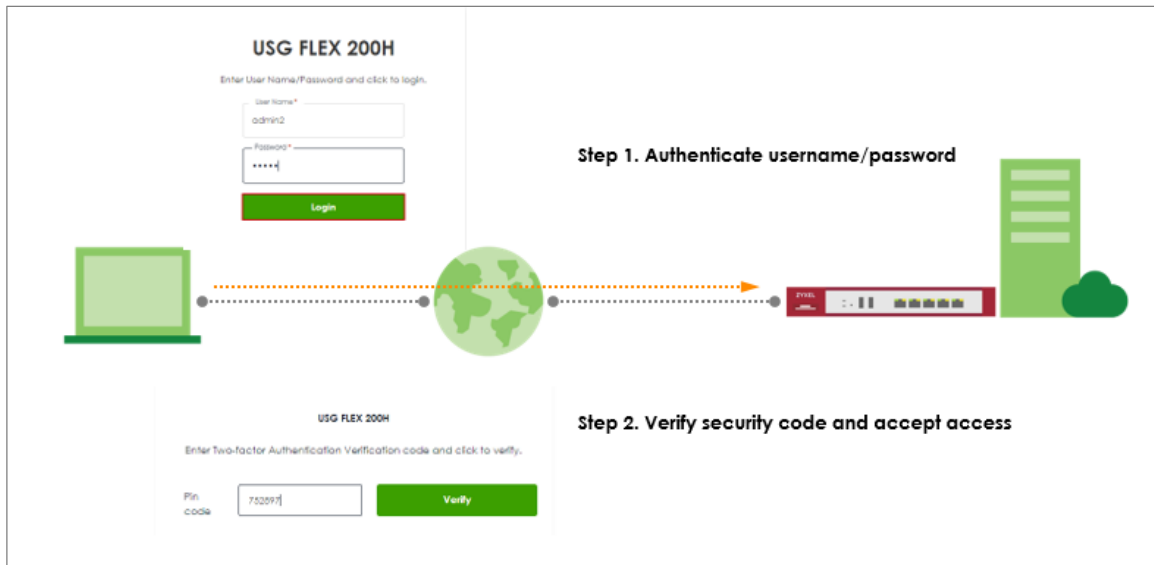 USG FLEX 200H
Enter User Name/Password and click to login.
User Name*
admin2
Password*
•••••
Login
Step 1. Authenticate username/password
ZYXEL
USG FLEX 200H
Step 2. Verify security code and accept access
Enter Two-factor Authentication Verification code and click to verify.
Pin
code
752897
Verify